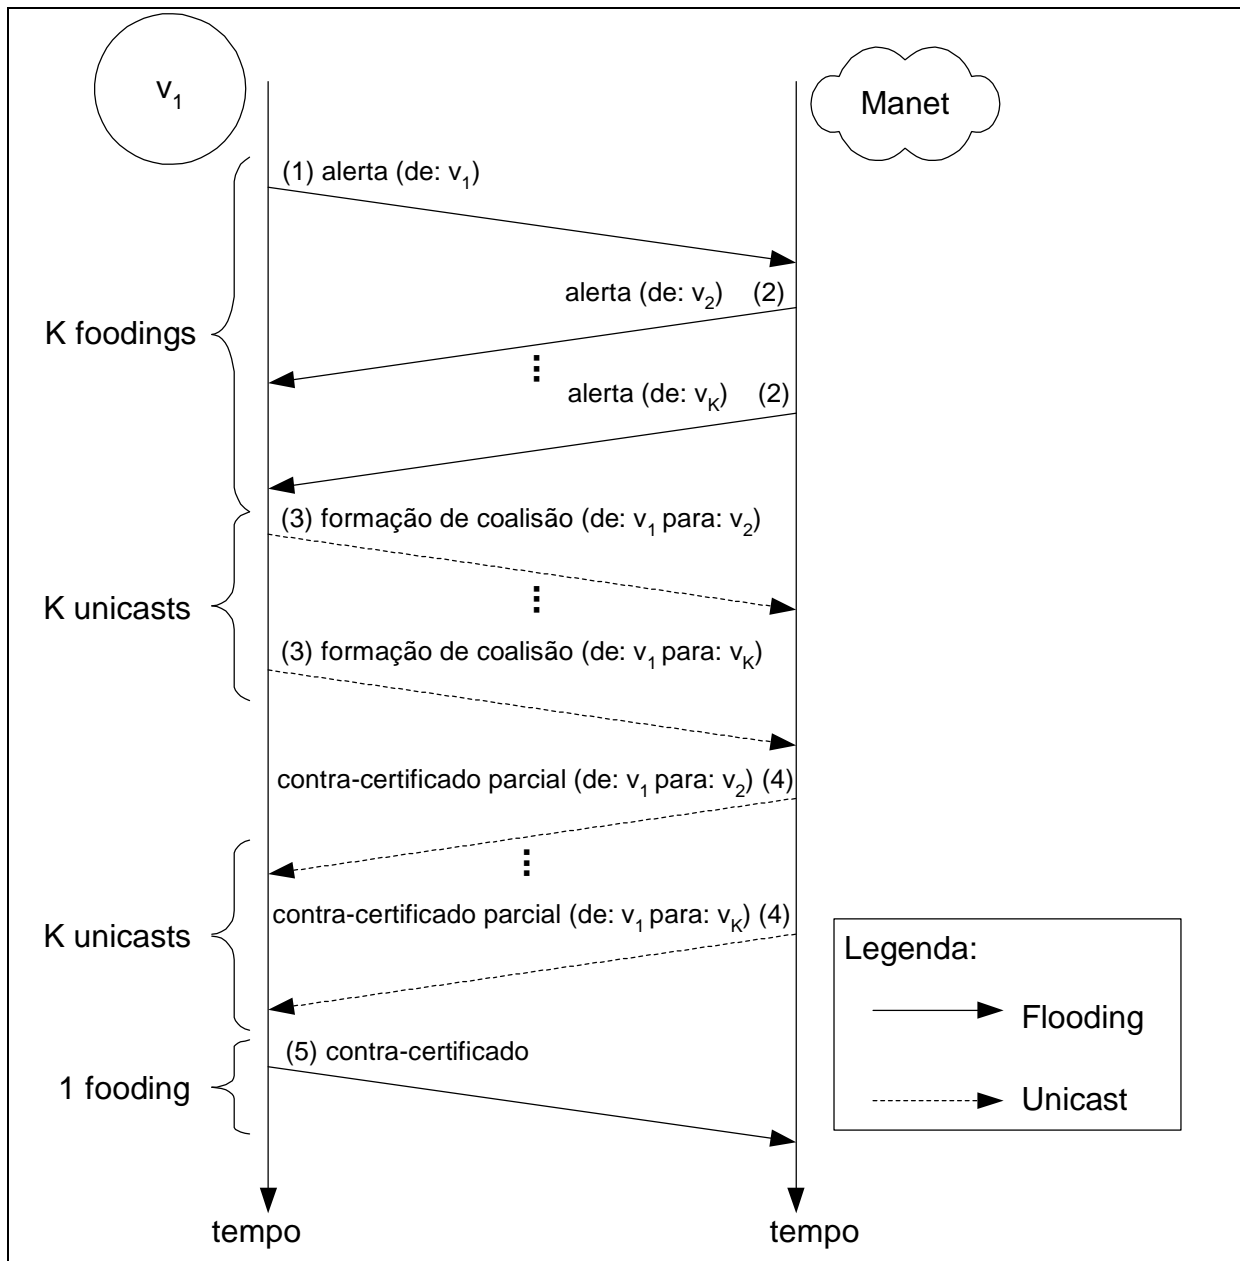 v1
Manet
(1) alerta (de: v1)
alerta (de: v2) (2)
K foodings
alerta (de: vK) (2)
(3) formação de coalisão (de: v1 para: v2)
K unicasts
(3) formação de coalisão (de: v1 para: vK)
contra-certificado parcial (de: v1 para: v2) (4)
contra-certificado parcial (de: v1 para: vK) (4)
K unicasts
Legenda:
Flooding
(5) contra-certificado
1 fooding
Unicast
tempo
tempo